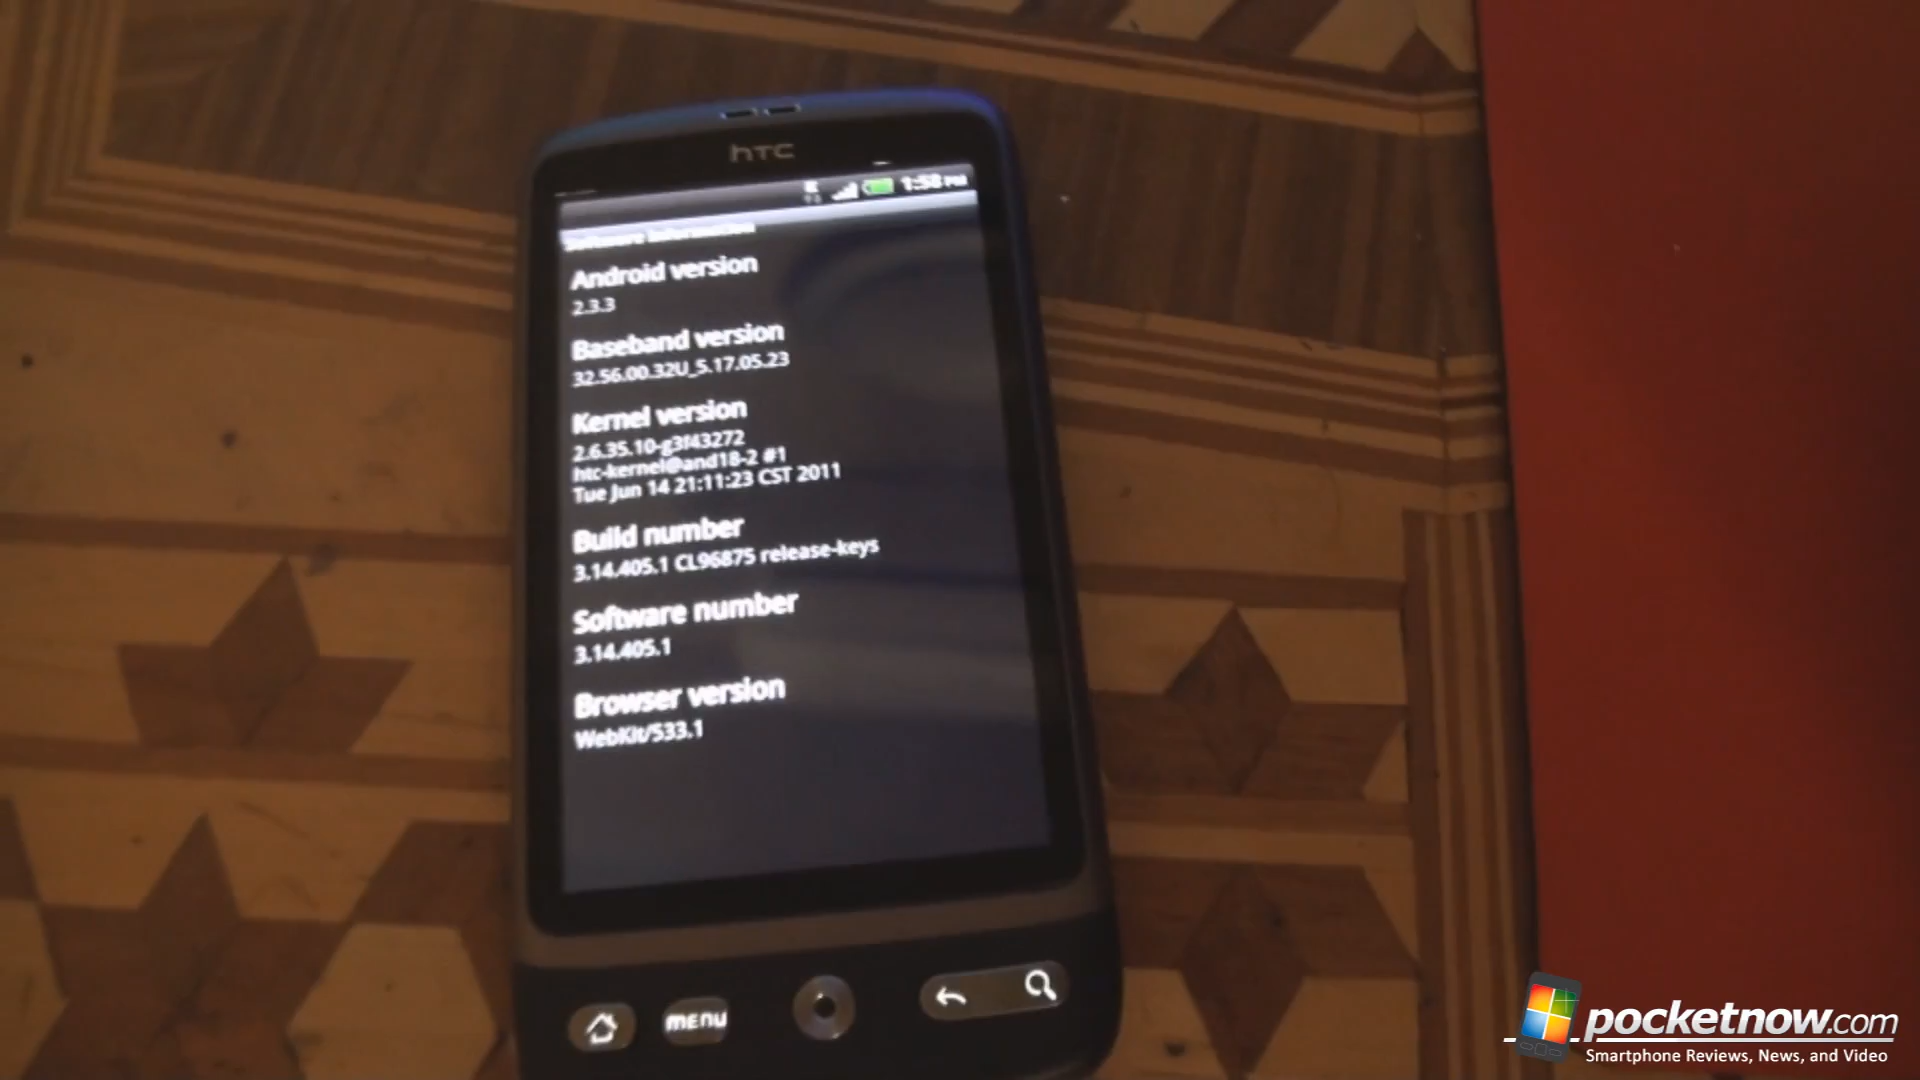 hTC
1:58 PM
Software information
Android version
2.3.3
Baseband version
32.56.00.32U_5.17.05.23
Kernel version
2.6.35.10-g3f43272
htc-kernel@and18-2 #1
Tue Jun 14 21:11:23 CST 2011
Build number
3.14.405.1 CL96875 release-keys
Software number
3.14.405.1
Browser version
WebKit/533.1
menu
pocketnow.com
Smartphone Reviews, News, and Video